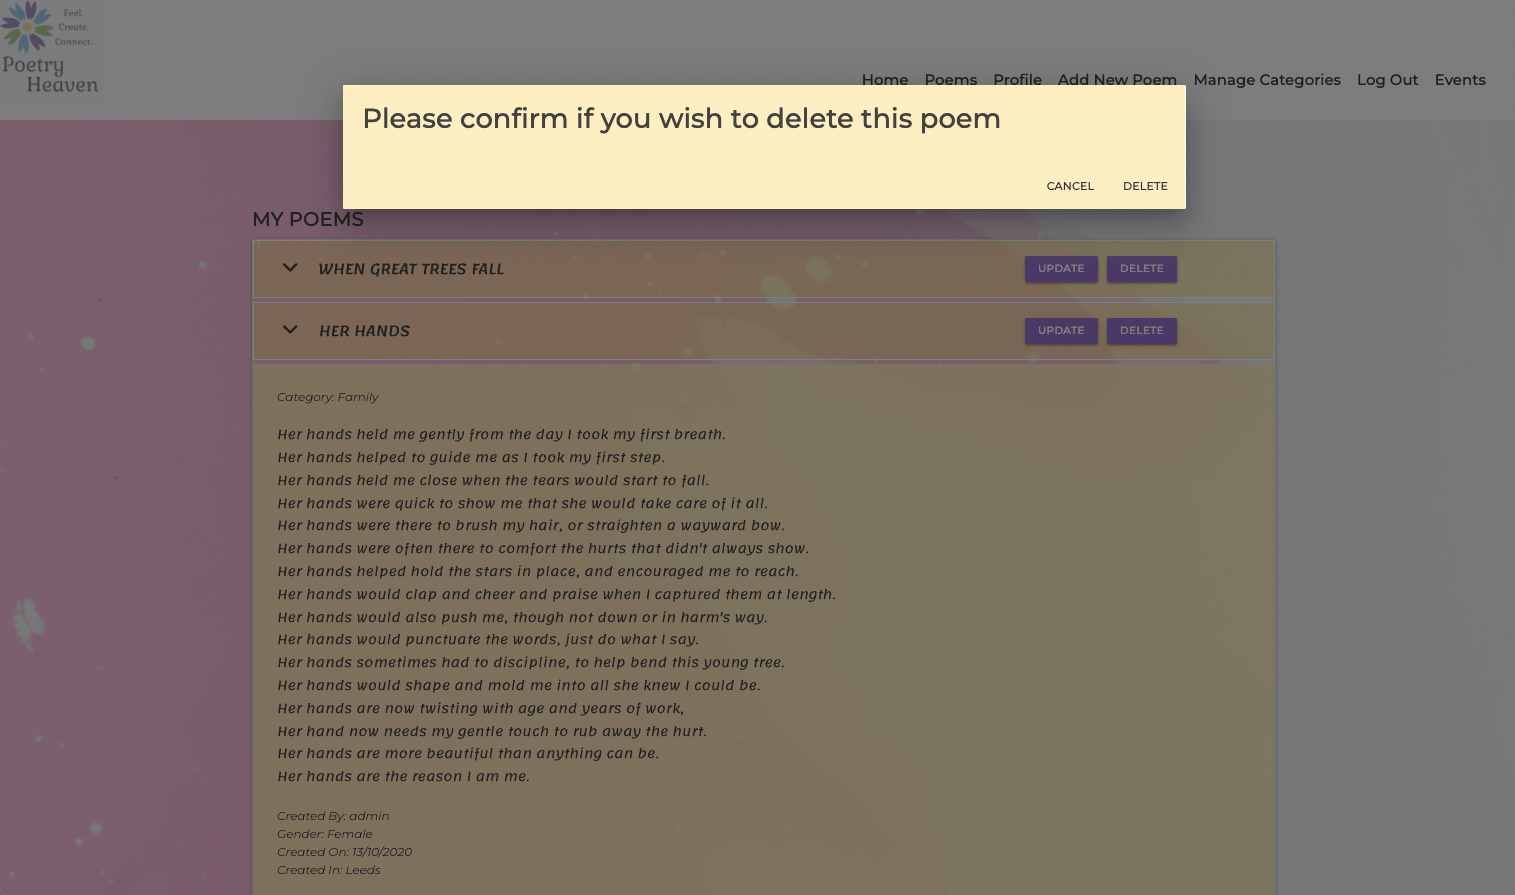 Feel.
Create.
Connect.
Poetry
Heaven
Home Poems Profile Add New Poem Manage Categories Log Out Events
Please confirm if you wish to delete this poem
CANCEL DELETE
MY POEMS
WHEN GREAT TREES FALL UPDATE DELETE
HER HANDS UPDATE DELETE
Category: Family
Her hands held me gently from the day I took my first breath.
Her hands helped to guide me as I took my first step.
Her hands held me close when the tears would start to fall.
Her hands were quick to show me that she would take care of it all.
Her hands were there to brush my hair, or straighten a wayward bow.
Her hands were often there to comfort the hurts that didn't always show.
Her hands helped hold the stars in place, and encouraged me to reach.
Her hands would clap and cheer and praise when I captured them at length.
Her hands would also push me, though not down or in harm's way.
Her hands would punctuate the words, just do what I say.
Her hands sometimes had to discipline, to help bend this young tree.
Her hands would shape and mold me into all she knew I could be.
Her hands are now twisting with age and years of work,
Her hand now needs my gentle touch to rub away the hurt.
Her hands are more beautiful than anything can be.
Her hands are the reason I am me.
Created By: admin
Gender: Female
Created On: 13/10/2020
Created In: Leeds